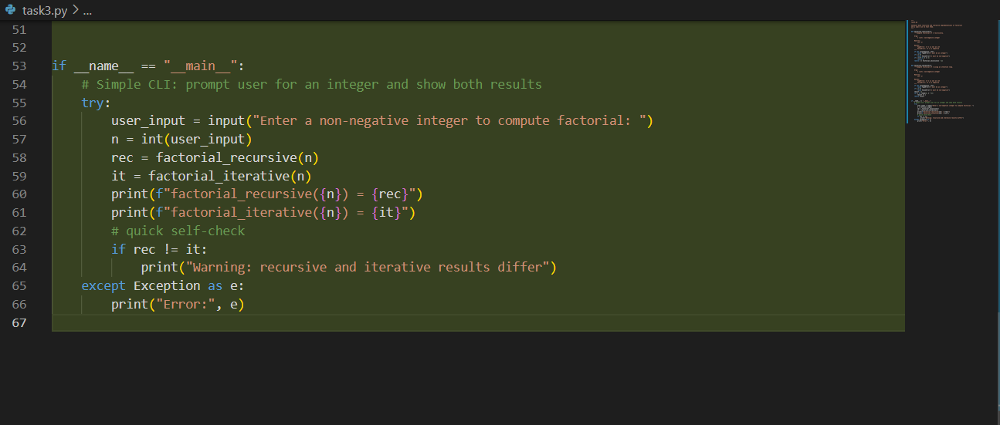 task3.py > ...
51
52
53 if __name__ == "__main__":
54     # Simple CLI: prompt user for an integer and show both results
55     try:
56         user_input = input("Enter a non-negative integer to compute factorial: ")
57         n = int(user_input)
58         rec = factorial_recursive(n)
59         it = factorial_iterative(n)
60         print(f"factorial_recursive({n}) = {rec}")
61         print(f"factorial_iterative({n}) = {it}")
62         # quick self-check
63         if rec != it:
64             print("Warning: recursive and iterative results differ")
65     except Exception as e:
66         print("Error:", e)
67